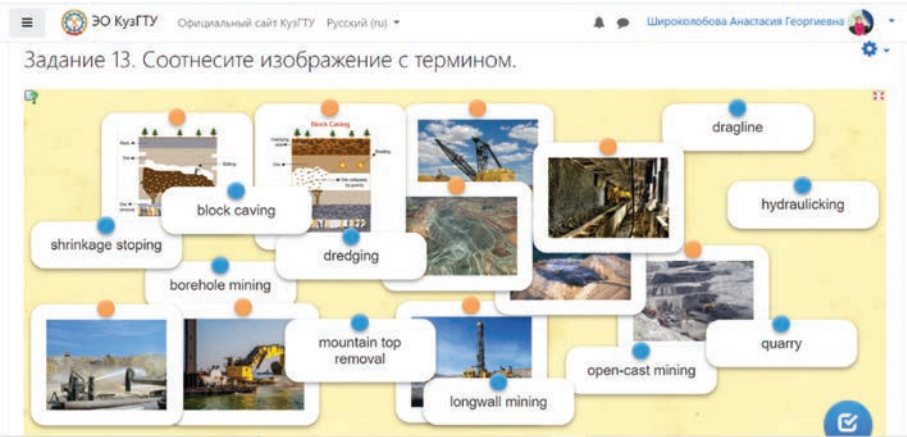 ЭО КузГТУ
Официальный сайт КузГТУ
Русский (ru)
Широколобова Анастасия Георгиевна
Задание 13. Соотнесите изображение с термином.
Block Caving
dragline
block caving
hydraulicking
shrinkage stoping
dredging
borehole mining
mountain top
removal
quarry
open-cast mining
longwall mining